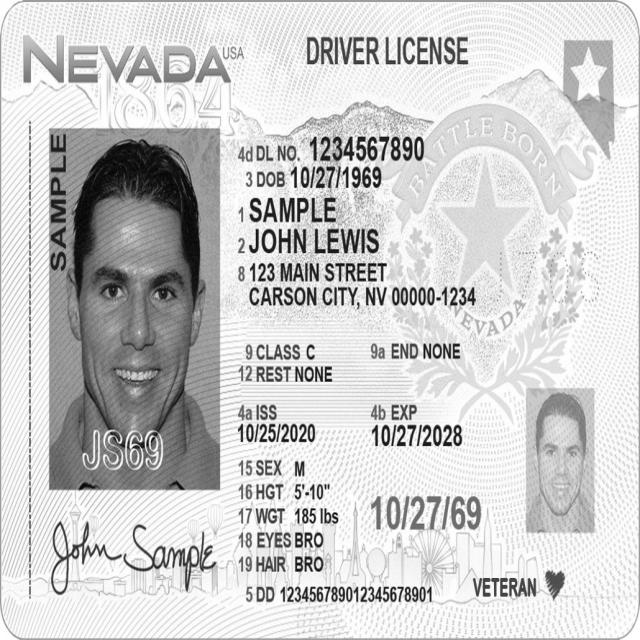 NEVADA USA
DRIVER LICENSE
1864
SAMPLE
4d DL NO. 1234567890
3 DOB 10/27/1969
1 SAMPLE
2 JOHN LEWIS
8 123 MAIN STREET
CARSON CITY, NV 00000-1234
BATTLE BORN
NEVADA
9 CLASS C
9a END NONE
12 REST NONE
4a ISS
4b EXP
10/25/2020
10/27/2028
JS69
15 SEX M
16 HGT 5'-10"
17 WGT 185 lbs
10/27/69
18 EYES BRO
19 HAIR BRO
John Sample
5 DD 12345678901234567890​1
VETERAN